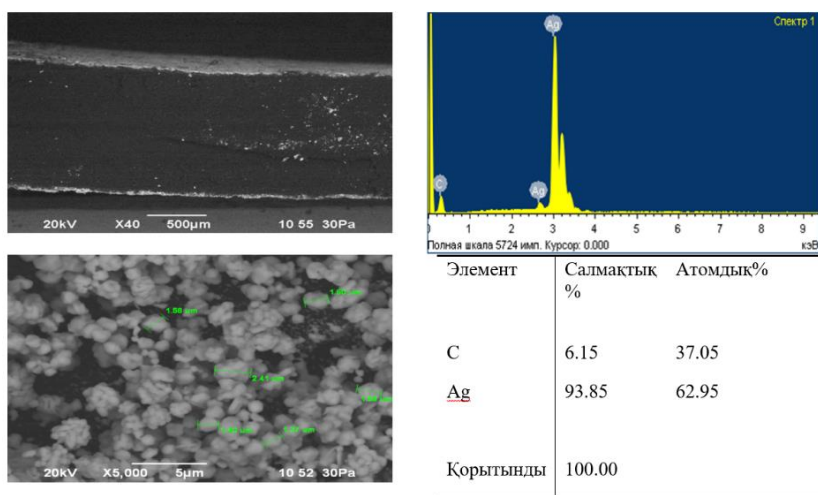 20kV X40 500µm 10 55 30Pa
1.58 µm
2.41 µm
20kV X5,000 5µm 10 52 30Pa
Спектр 1
Ag
C
Ag
0 1 2 3 4 5 6 7 8 9
Полная шкала 5724 имп. Курсор: 0.000 кэВ
Элемент Салмақтық Атомдық%
%
C 6.15 37.05
Ag 93.85 62.95
Қорытынды 100.00